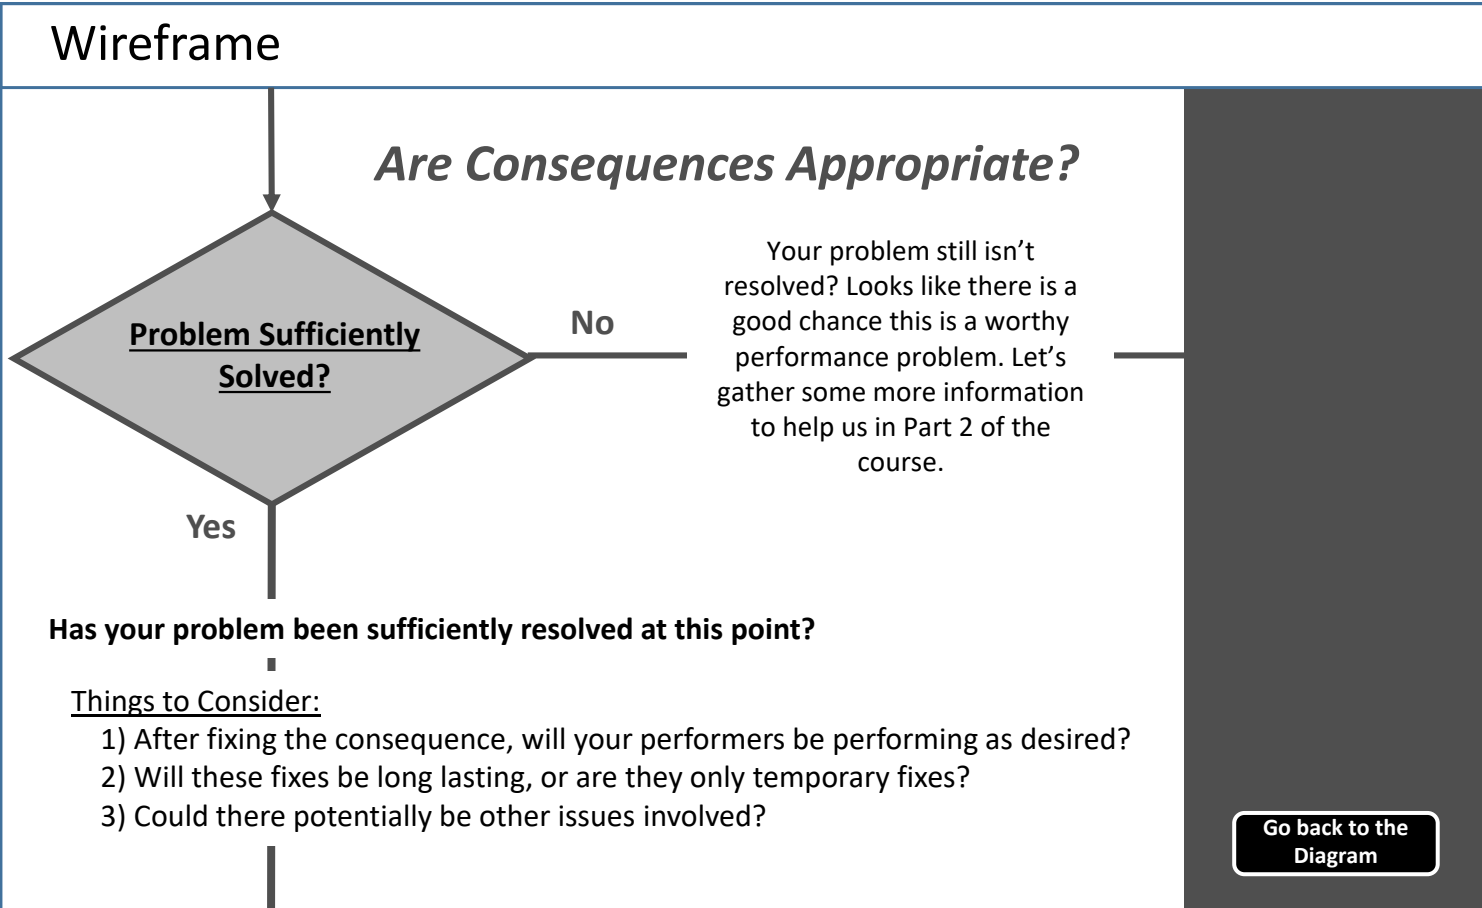 Wireframe
Are Consequences Appropriate?
Problem Sufficiently
Solved?
No
Your problem still isn’t
resolved? Looks like there is a
good chance this is a worthy
performance problem. Let’s
gather some more information
to help us in Part 2 of the
course.
Yes
Has your problem been sufficiently resolved at this point?
Things to Consider:
1) After fixing the consequence, will your performers be performing as desired?
2) Will these fixes be long lasting, or are they only temporary fixes?
3) Could there potentially be other issues involved?
Go back to the
Diagram